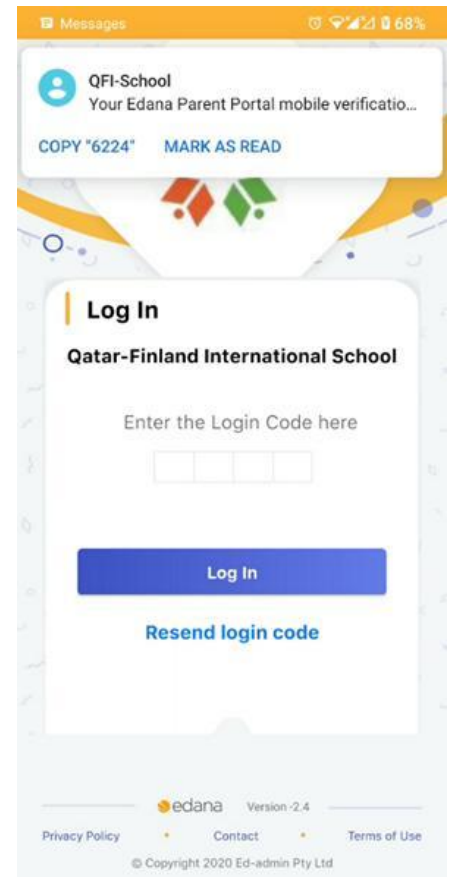 Messages 68%
QFI-School
Your Edana Parent Portal mobile verificatio...
COPY "6224" MARK AS READ
Log In
Qatar-Finland International School
Enter the Login Code here
Log In
Resend login code
edana Version -2.4
Privacy Policy • Contact • Terms of Use
© Copyright 2020 Ed-admin Pty Ltd